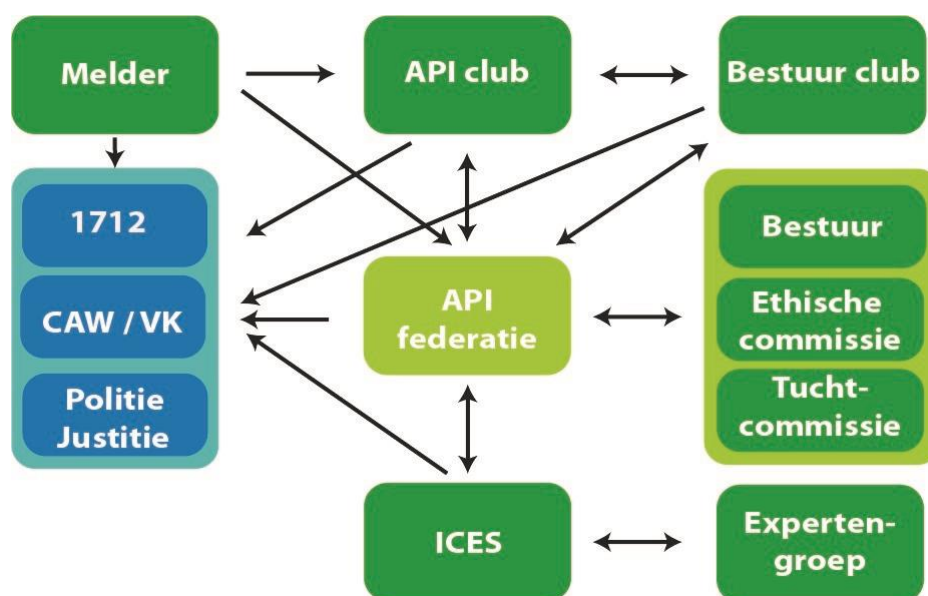 Melder
API club
Bestuur club
1712
CAW / VK
Politie
Justitie
API
federatie
Bestuur
Ethische
commissie
Tucht-
commissie
ICES
Experten-
groep